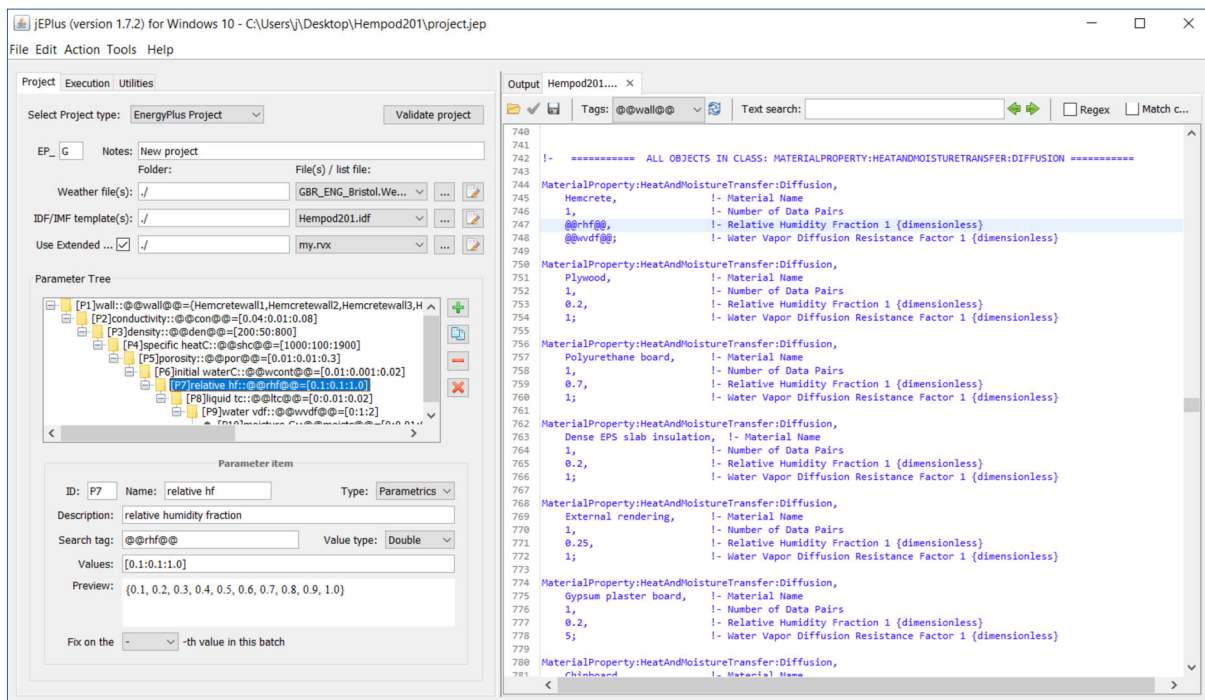 jEPlus (version 1.7.2) for Windows 10 - C:\Users\j\Desktop\Hempod201\project.jep
File Edit Action Tools Help
Project Execution Utilities
Select Project type: EnergyPlus Project Validate project
EP_ G Notes: New project
Folder: File(s) / list file:
Weather file(s): ./ GBR_ENG_Bristol.We... ...
IDF/IMF template(s): ./ Hempod201.idf ...
Use Extended ... ./ my.rvx ...
Parameter Tree
[P1]wall::@@wall@@={Hemcretewall1,Hemcretewall2,Hemcretewall3,H
[P2]conductivity::@@con@@=[0.04:0.01:0.08]
[P3]density::@@den@@=[200:50:800]
[P4]specific heatC::@@shc@@=[1000:100:1900]
[P5]porosity::@@por@@=[0.01:0.01:0.3]
[P6]initial waterC::@@wcont@@=[0.01:0.001:0.02]
[P7]relative hf::@@rhf@@=[0.1:0.1:1.0]
[P8]liquid tc::@@ltc@@=[0:0.01:0.02]
[P9]water vdf::@@wvdf@@=[0:1:2]
Parameter item
ID: P7 Name: relative hf Type: Parametrics
Description: relative humidity fraction
Search tag: @@rhf@@ Value type: Double
Values: [0.1:0.1:1.0]
Preview: {0.1, 0.2, 0.3, 0.4, 0.5, 0.6, 0.7, 0.8, 0.9, 1.0}
Fix on the - -th value in this batch
Output Hempod201.... ×
Tags: @@wall@@ Text search: Regex Match c...
740
741
742 !- =========== ALL OBJECTS IN CLASS: MATERIALPROPERTY:HEATANDMOISTURETRANSFER:DIFFUSION ===========
743
744 MaterialProperty:HeatAndMoistureTransfer:Diffusion,
745 Hemcrete, !- Material Name
746 1, !- Number of Data Pairs
747 @@rhf@@, !- Relative Humidity Fraction 1 {dimensionless}
748 @@wvdf@@; !- Water Vapor Diffusion Resistance Factor 1 {dimensionless}
749
750 MaterialProperty:HeatAndMoistureTransfer:Diffusion,
751 Plywood, !- Material Name
752 1, !- Number of Data Pairs
753 0.2, !- Relative Humidity Fraction 1 {dimensionless}
754 1; !- Water Vapor Diffusion Resistance Factor 1 {dimensionless}
755
756 MaterialProperty:HeatAndMoistureTransfer:Diffusion,
757 Polyurethane board, !- Material Name
758 1, !- Number of Data Pairs
759 0.7, !- Relative Humidity Fraction 1 {dimensionless}
760 1; !- Water Vapor Diffusion Resistance Factor 1 {dimensionless}
761
762 MaterialProperty:HeatAndMoistureTransfer:Diffusion,
763 Dense EPS slab insulation, !- Material Name
764 1, !- Number of Data Pairs
765 0.2, !- Relative Humidity Fraction 1 {dimensionless}
766 1; !- Water Vapor Diffusion Resistance Factor 1 {dimensionless}
767
768 MaterialProperty:HeatAndMoistureTransfer:Diffusion,
769 External rendering, !- Material Name
770 1, !- Number of Data Pairs
771 0.25, !- Relative Humidity Fraction 1 {dimensionless}
772 1; !- Water Vapor Diffusion Resistance Factor 1 {dimensionless}
773
774 MaterialProperty:HeatAndMoistureTransfer:Diffusion,
775 Gypsum plaster board, !- Material Name
776 1, !- Number of Data Pairs
777 0.2, !- Relative Humidity Fraction 1 {dimensionless}
778 5; !- Water Vapor Diffusion Resistance Factor 1 {dimensionless}
779
780 MaterialProperty:HeatAndMoistureTransfer:Diffusion,
781 Chipboard !- Material Name